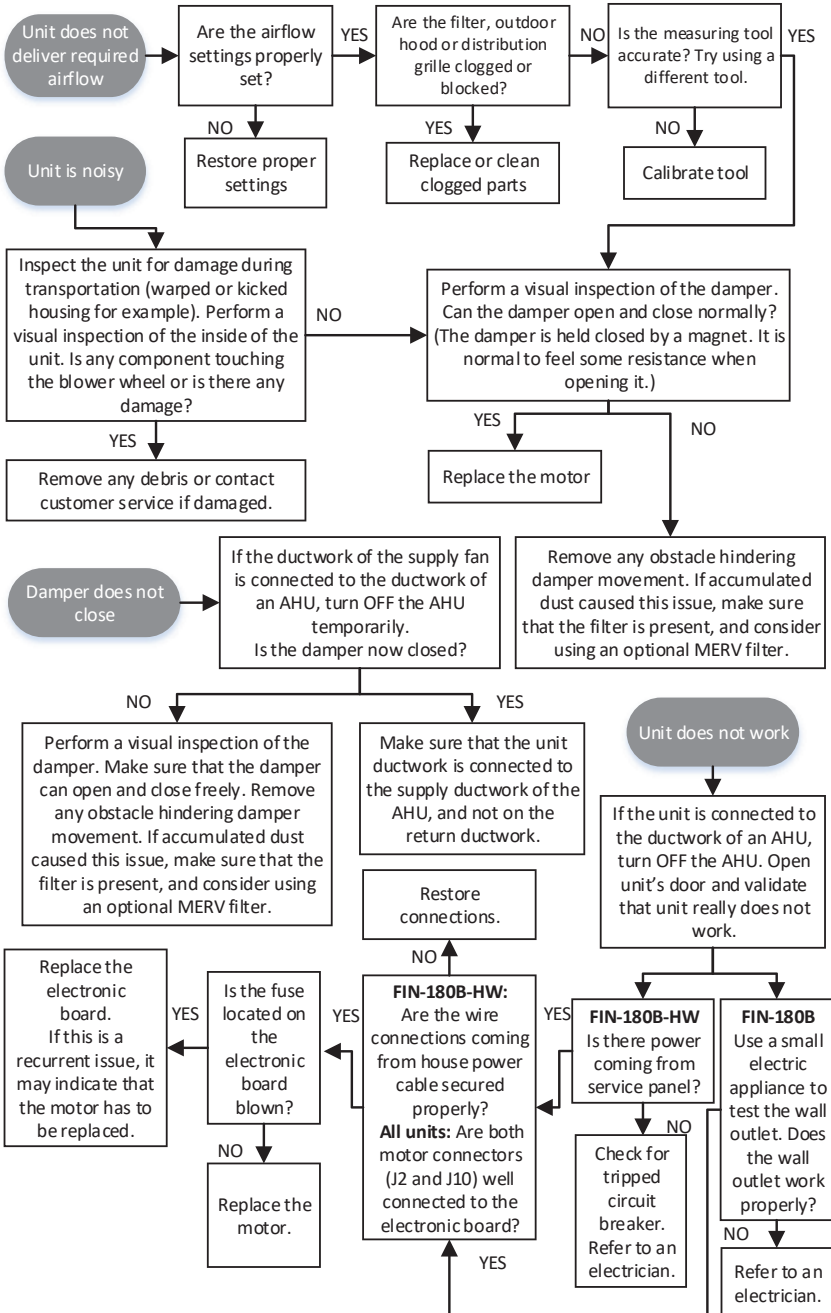 Unit does not
deliver required
airflow
Are the airflow
settings properly
set?
YES
NO
Restore proper
settings
Are the filter, outdoor
hood or distribution
grille clogged or
blocked?
NO
YES
Replace or clean
clogged parts
Is the measuring tool
accurate? Try using a
different tool.
YES
NO
Calibrate tool
Unit is noisy
Inspect the unit for damage during
transportation (warped or kicked
housing for example). Perform a
visual inspection of the inside of the
unit. Is any component touching
the blower wheel or is there any
damage?
NO
YES
Remove any debris or contact
customer service if damaged.
Perform a visual inspection of the damper.
Can the damper open and close normally?
(The damper is held closed by a magnet. It is
normal to feel some resistance when
opening it.)
YES
NO
Replace the motor
Remove any obstacle hindering
damper movement. If accumulated
dust caused this issue, make sure
that the filter is present, and consider
using an optional MERV filter.
Damper does not
close
If the ductwork of the supply fan
is connected to the ductwork of
an AHU, turn OFF the AHU
temporarily.
Is the damper now closed?
NO
YES
Perform a visual inspection of the
damper. Make sure that the damper
can open and close freely. Remove
any obstacle hindering damper
movement. If accumulated dust
caused this issue, make sure that the
filter is present, and consider using
an optional MERV filter.
Make sure that the unit
ductwork is connected to
the supply ductwork of the
AHU, and not on the
return ductwork.
Unit does not work
If the unit is connected to
the ductwork of an AHU,
turn OFF the AHU. Open
unit's door and validate
that unit really does not
work.
FIN-180B-HW
Is there power
coming from
service panel?
YES
NO
Check for
tripped
circuit
breaker.
Refer to an
electrician.
FIN-180B
Use a small
electric
appliance to
test the wall
outlet. Does
the wall
outlet work
properly?
NO
Refer to an
electrician.
YES
Restore
connections.
NO
FIN-180B-HW:
Are the wire
connections coming
from house power
cable secured
properly?
All units: Are both
motor connectors
(J2 and J10) well
connected to the
electronic board?
YES
Is the fuse
located on
the
electronic
board
blown?
YES
NO
Replace the
motor.
Replace the
electronic
board.
If this is a
recurrent issue, it
may indicate that
the motor has to
be replaced.